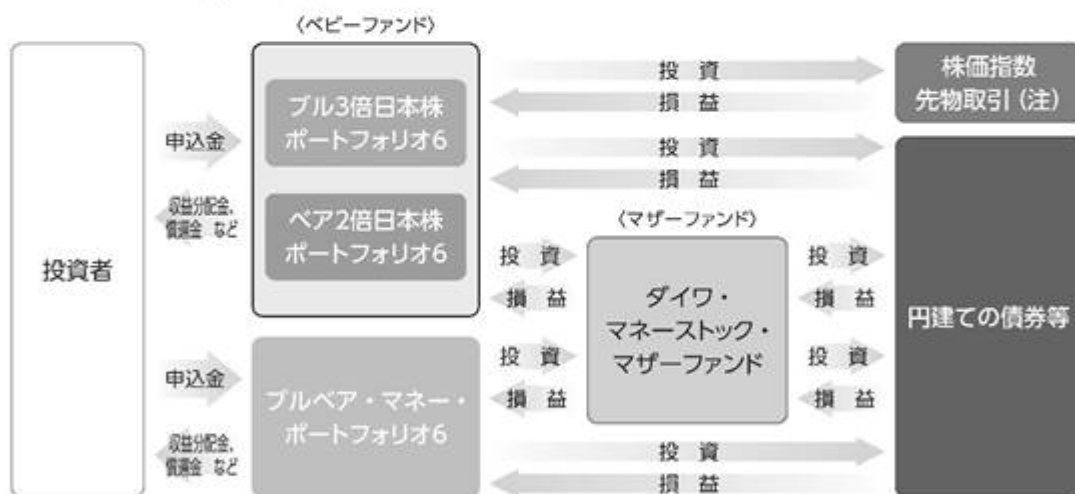 〈ベビーファンド〉
投資者
申込金
収益分配金、
償還金 など
ブル3倍日本株
ポートフォリオ6
ベア2倍日本株
ポートフォリオ6
投 資
損 益
株価指数
先物取引(注)
投 資
損 益
〈マザーファンド〉
投 資
損 益
ダイワ・
マネーストック・
マザーファンド
投 資
損 益
円建ての債券等
申込金
収益分配金、
償還金 など
ブルベア・マネー・
ポートフォリオ6
投 資
損 益
投 資
損 益
投 資
損 益